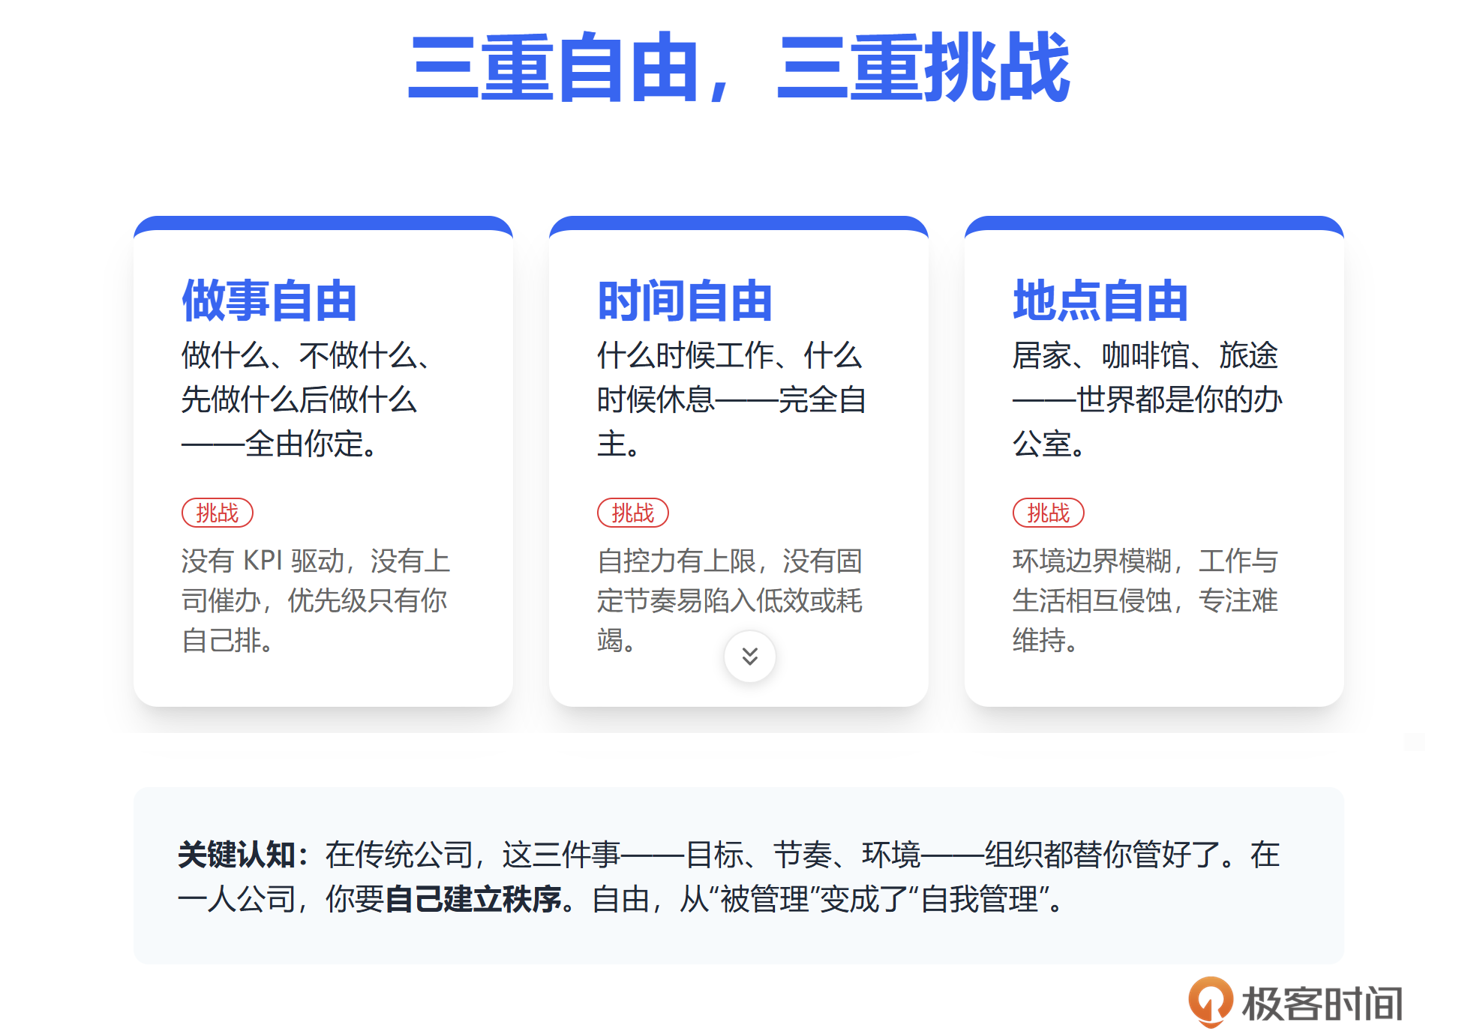 三重自由，三重挑战
做事自由
做什么、不做什么、
先做什么后做什么
——全由你定。
挑战
没有 KPI 驱动，没有上
司催办，优先级只有你
自己排。
时间自由
什么时候工作、什么
时候休息——完全自
主。
挑战
自控力有上限，没有固
定节奏易陷入低效或耗
竭。
地点自由
居家、咖啡馆、旅途
——世界都是你的办
公室。
挑战
环境边界模糊，工作与
生活相互侵蚀，专注难
维持。
关键认知：在传统公司，这三件事——目标、节奏、环境——组织都替你管好了。在
一人公司，你要自己建立秩序。自由，从“被管理”变成了“自我管理”。
极客时间